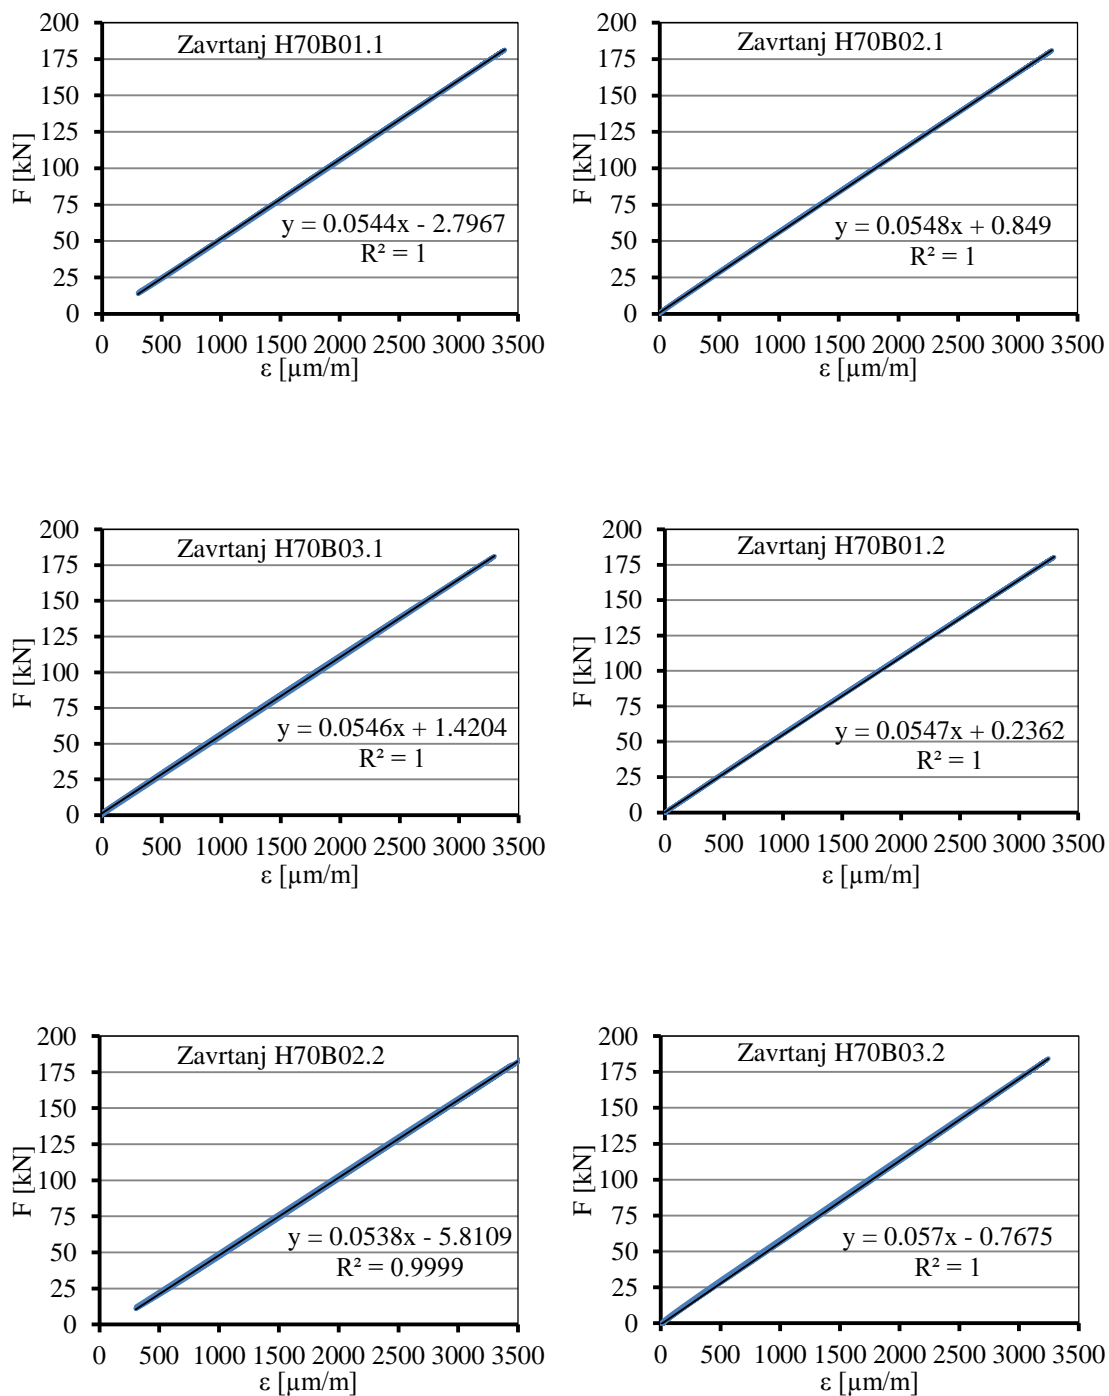 Zavrtanj H70B01.1
200
175
150
125
100
75
50
25
0
F [kN]
y = 0.0544x - 2.7967
R² = 1
0 500 1000 1500 2000 2500 3000 3500
ε [µm/m]
Zavrtanj H70B02.1
200
175
150
125
100
75
50
25
0
F [kN]
y = 0.0548x + 0.849
R² = 1
0 500 1000 1500 2000 2500 3000 3500
ε [µm/m]
Zavrtanj H70B03.1
200
175
150
125
100
75
50
25
0
F [kN]
y = 0.0546x + 1.4204
R² = 1
0 500 1000 1500 2000 2500 3000 3500
ε [µm/m]
Zavrtanj H70B01.2
200
175
150
125
100
75
50
25
0
F [kN]
y = 0.0547x + 0.2362
R² = 1
0 500 1000 1500 2000 2500 3000 3500
ε [µm/m]
Zavrtanj H70B02.2
200
175
150
125
100
75
50
25
0
F [kN]
y = 0.0538x - 5.8109
R² = 0.9999
0 500 1000 1500 2000 2500 3000 3500
ε [µm/m]
Zavrtanj H70B03.2
200
175
150
125
100
75
50
25
0
F [kN]
y = 0.057x - 0.7675
R² = 1
0 500 1000 1500 2000 2500 3000 3500
ε [µm/m]